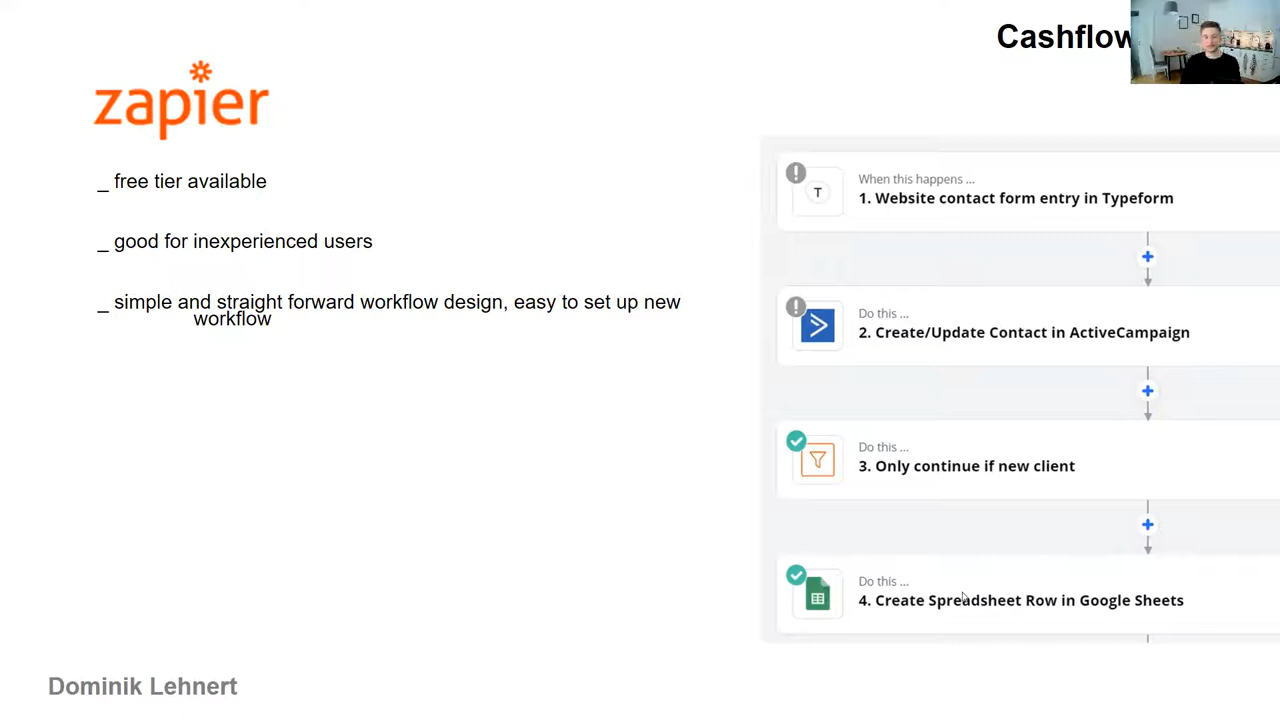 Cashflow
zapier
_ free tier available
_ good for inexperienced users
_ simple and straight forward workflow design, easy to set up new
workflow
When this happens ...
T
1. Website contact form entry in Typeform
Do this ...
2. Create/Update Contact in ActiveCampaign
Do this ...
3. Only continue if new client
Do this ...
4. Create Spreadsheet Row in Google Sheets
Dominik Lehnert